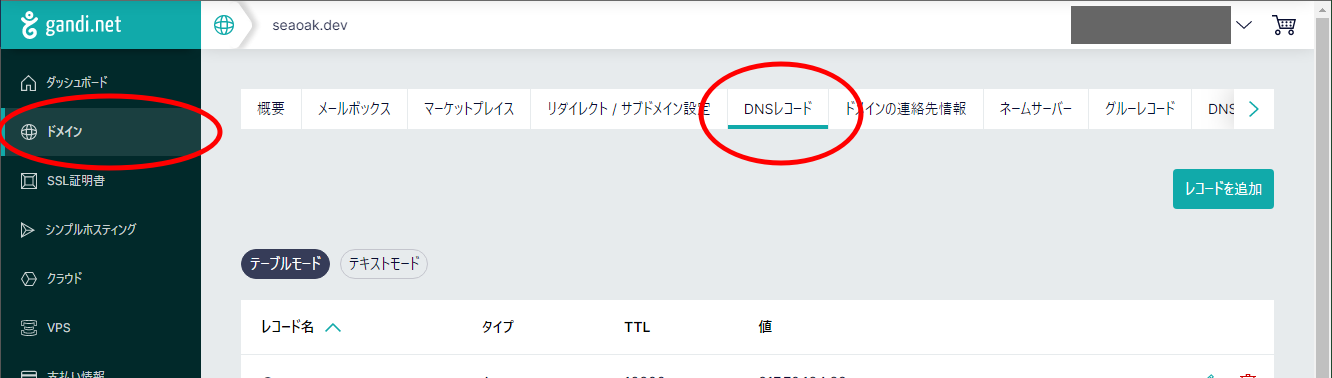 gandi.net
seaoak.dev
ダッシュボード
ドメイン
SSL証明書
シンプルホスティング
クラウド
VPS
支払い情報
概要 メールボックス マーケットプレイス リダイレクト / サブドメイン設定 DNSレコード ドメインの連絡先情報 ネームサーバー グルーレコード DNS
レコードを追加
テーブルモード テキストモード
レコード名 タイプ TTL 値